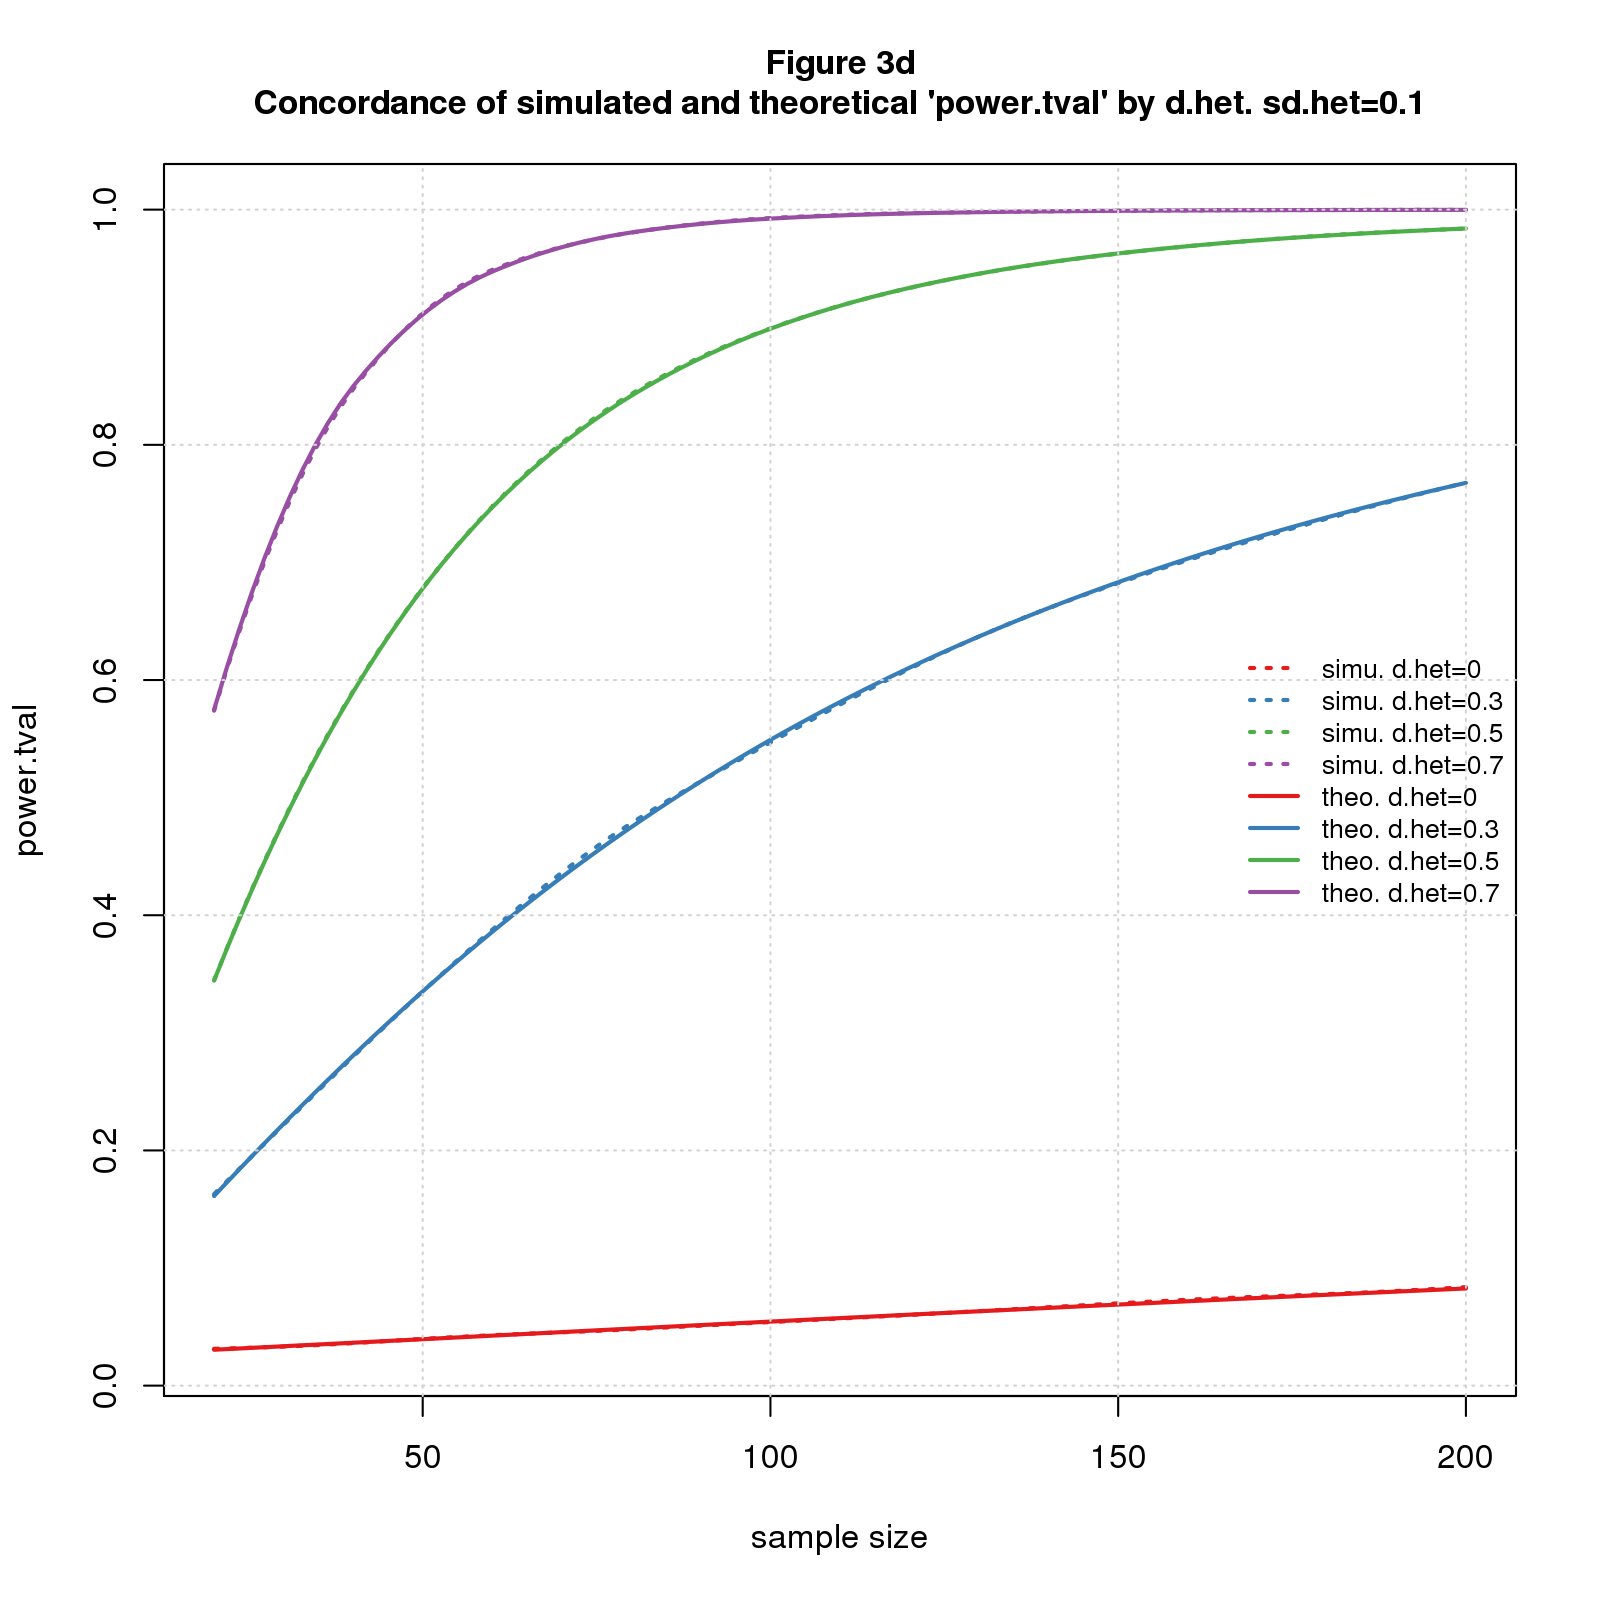 Figure 3d
Concordance of simulated and theoretical 'power.tval' by d.het. sd.het=0.1
power.tval
1.0
0.8
0.6
0.4
0.2
0.0
simu. d.het=0
simu. d.het=0.3
simu. d.het=0.5
simu. d.het=0.7
theo. d.het=0
theo. d.het=0.3
theo. d.het=0.5
theo. d.het=0.7
50 100 150 200
sample size